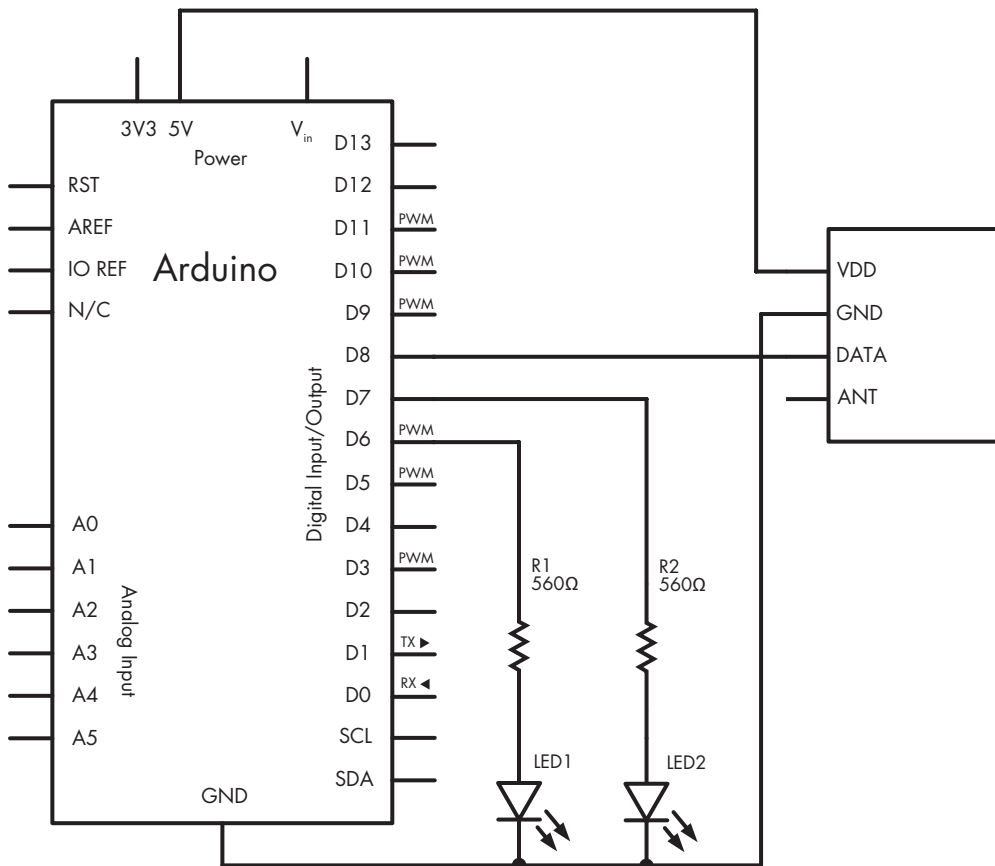 3V3 5V
Vin
Power
Arduino
RST
AREF
IO REF
N/C
A0
A1
A2
A3
A4
A5
Analog Input
GND
D13
D12
D11 PWM
D10 PWM
D9 PWM
D8
D7
D6 PWM
D5 PWM
D4
D3 PWM
D2
D1 TX ▶
D0 RX ◀
SCL
SDA
Digital Input/Output
R1
560Ω
R2
560Ω
LED1
LED2
VDD
GND
DATA
ANT